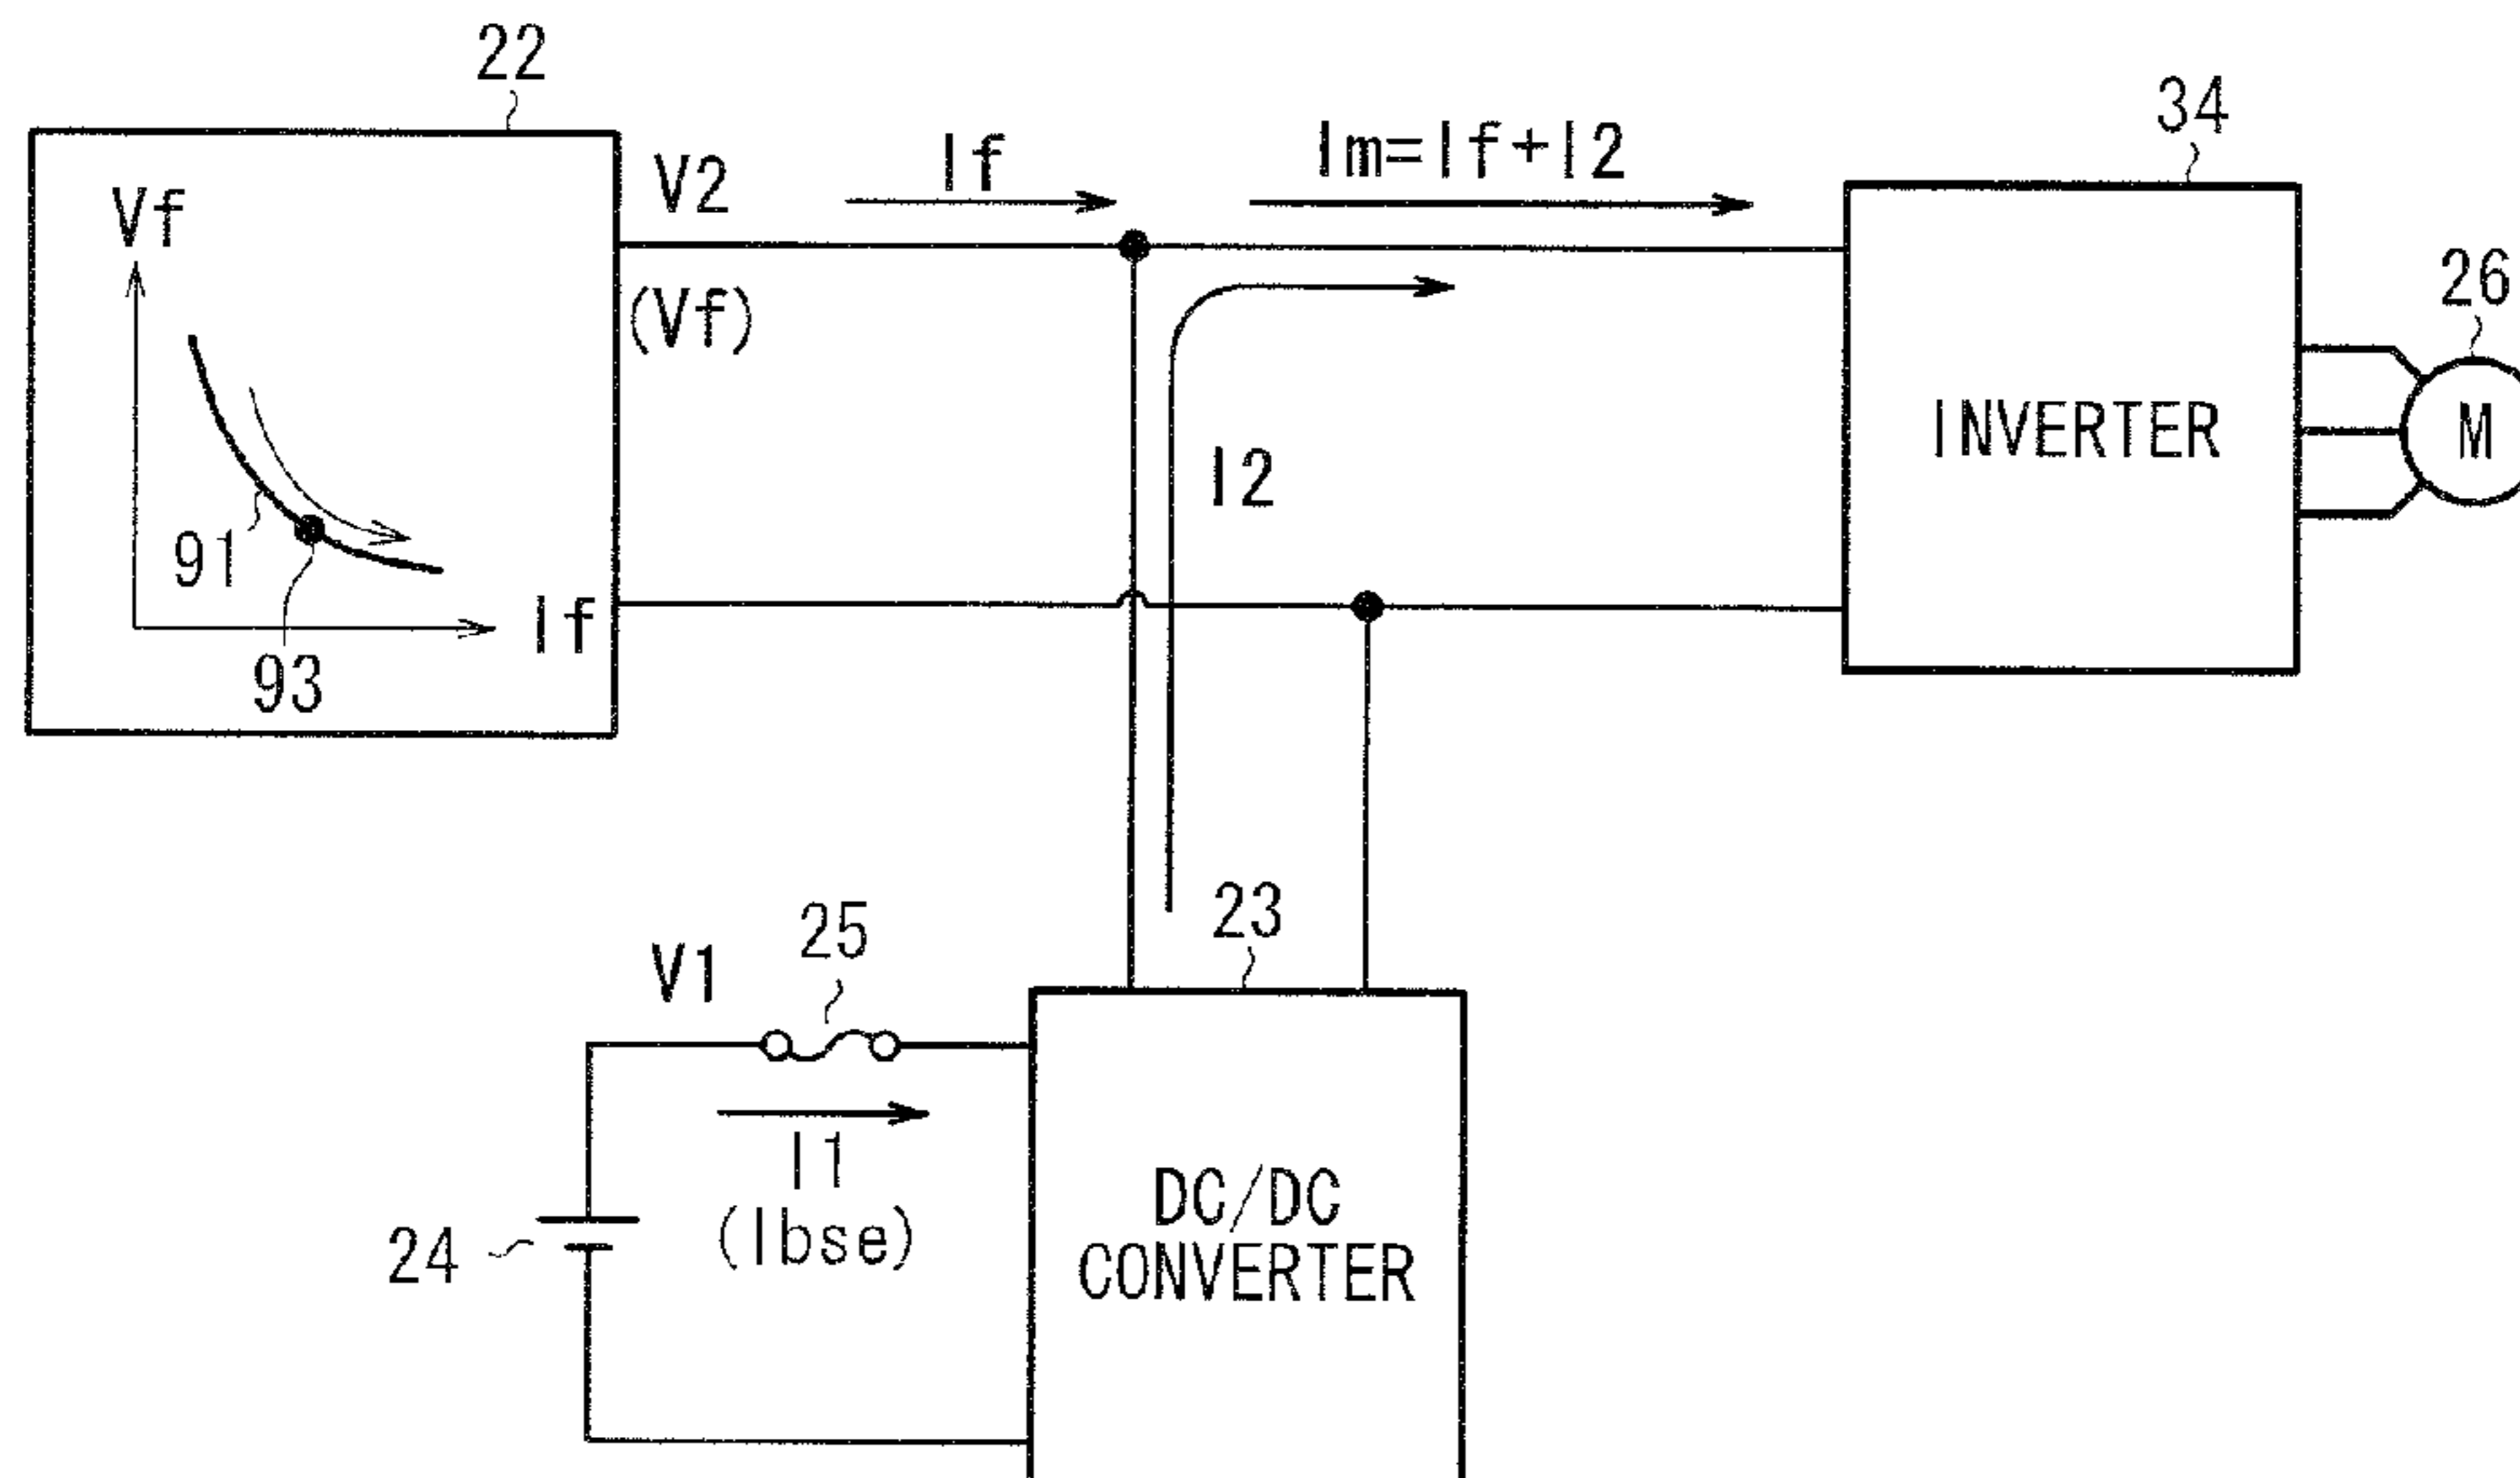 22
34
Vf
V2
If
Im=If+I2
(Vf)
26
INVERTER
M
I2
91
If
93
25
23
V1
I1
(Ibse)
24
DC/DC
CONVERTER